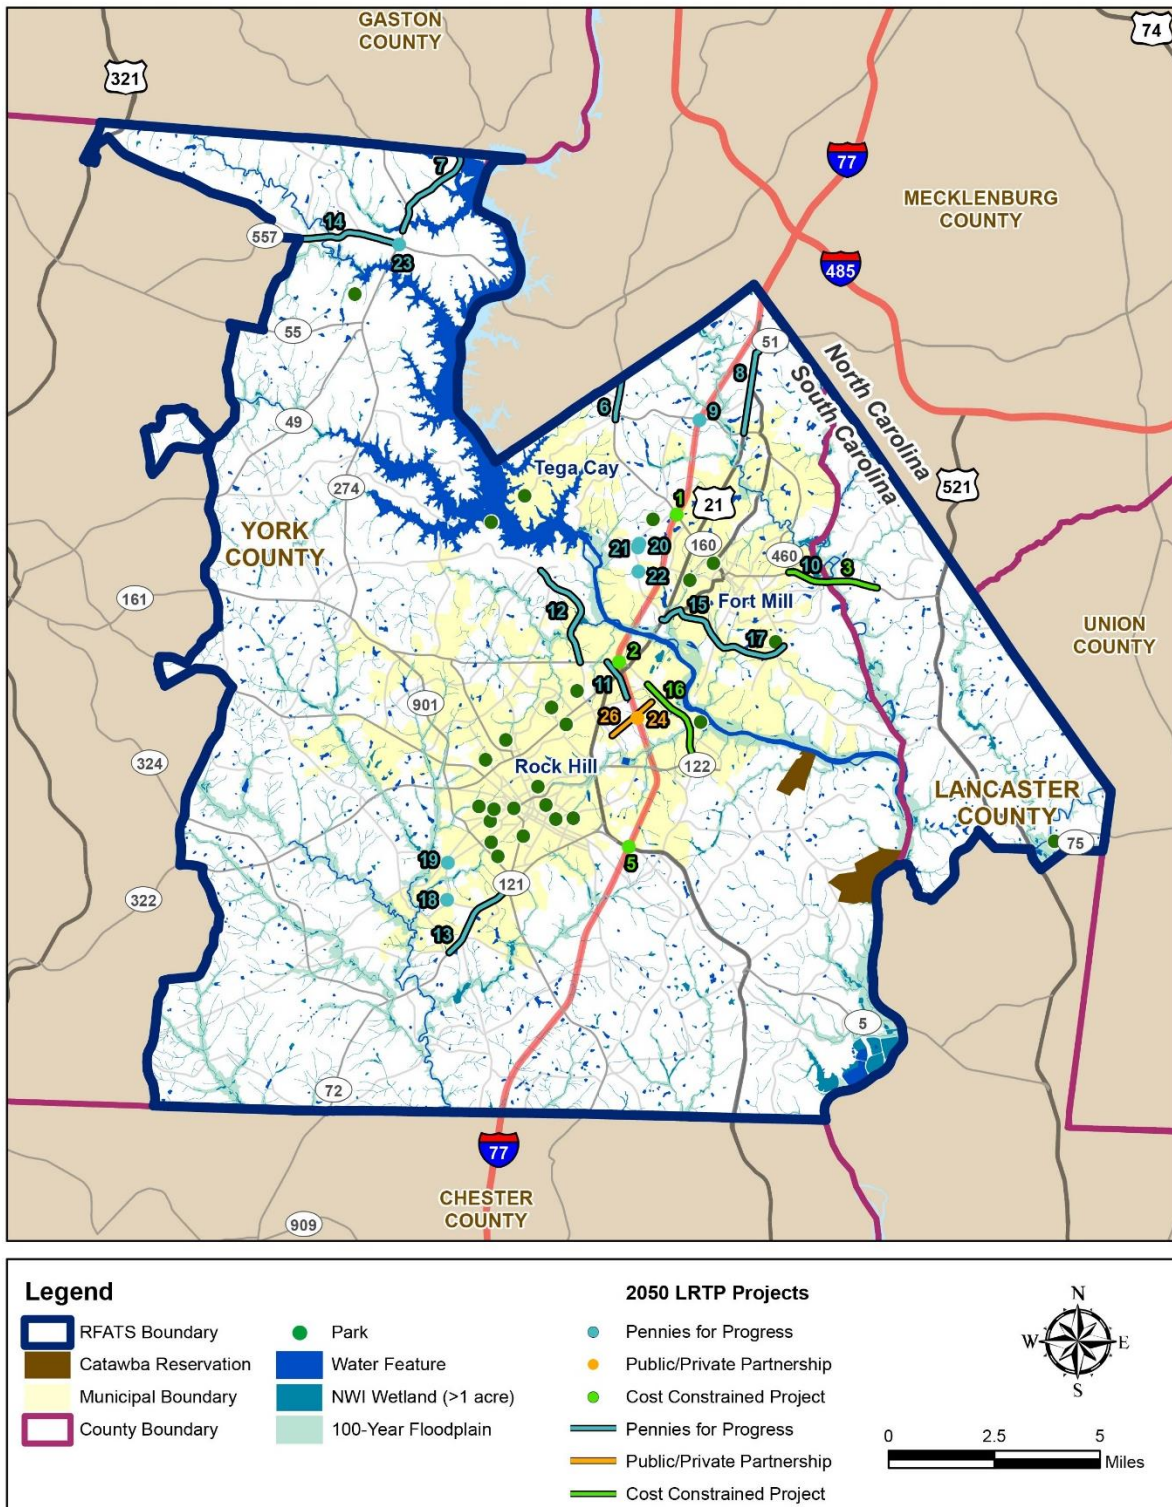 GASTON
COUNTY
74
321
77
7
MECKLENBURG
COUNTY
14
557
23
485
55
51
North Carolina
South Carolina
8
6
9
49
Tega Cay
521
274
1
21
YORK
COUNTY
21
20
160
460
10
3
22
161
12
15
Fort Mill
17
UNION
COUNTY
2
11
16
901
26
24
324
Rock Hill
122
LANCASTER
COUNTY
75
19
5
121
322
18
13
5
72
77
CHESTER
COUNTY
909
Legend
RFATS Boundary
Catawba Reservation
Municipal Boundary
County Boundary
Park
Water Feature
NWI Wetland (>1 acre)
100-Year Floodplain
2050 LRTP Projects
Pennies for Progress
Public/Private Partnership
Cost Constrained Project
Pennies for Progress
Public/Private Partnership
Cost Constrained Project
N
W E
S
0 2.5 5
Miles